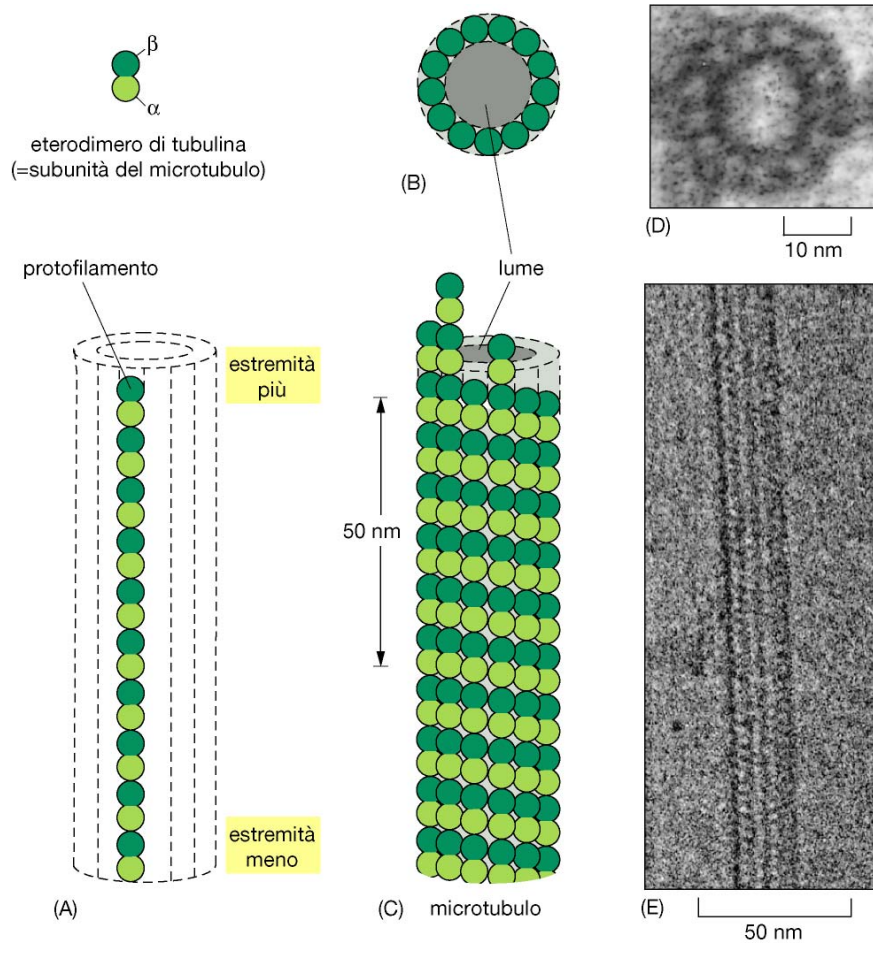 β
α
eterodimero di tubulina
(=subunità del microtubulo)
(B)
(D)
10 nm
protofilamento
lume
estremità
più
50 nm
estremità
meno
(A)
(C)
microtubulo
(E)
50 nm